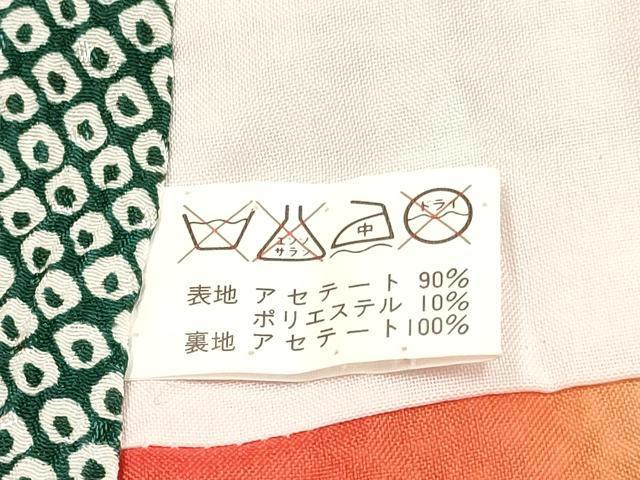 エンソ
サラシ
中
ドライ
表地 アセテート 90%
ポリエステル 10%
裏地 アセテート 100%